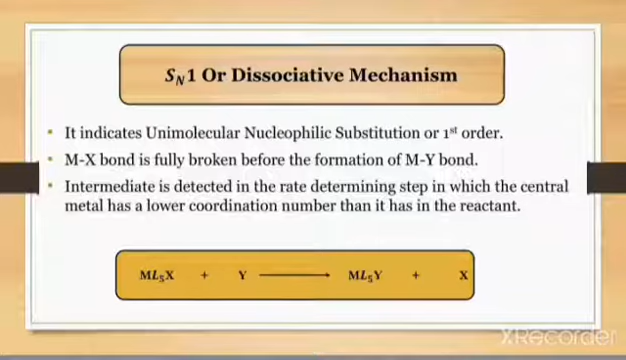 S_N1 Or Dissociative Mechanism
• It indicates Unimolecular Nucleophilic Substitution or 1st order.
• M-X bond is fully broken before the formation of M-Y bond.
• Intermediate is detected in the rate determining step in which the central
metal has a lower coordination number than it has in the reactant.
ML₅X + Y ⟶ ML₅Y + X
XRecorder